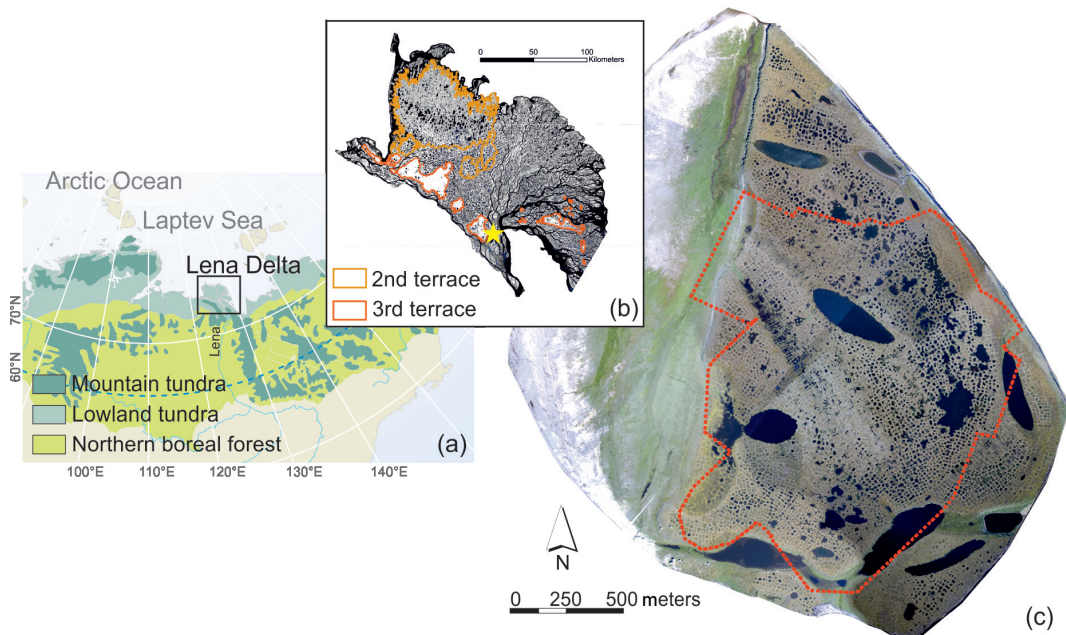 Arctic Ocean
Laptev Sea
Lena Delta
70°N
60°N
Lena
Mountain tundra
Lowland tundra
Northern boreal forest
(a)
100°E 110°E 120°E 130°E 140°E
0 50 100
Kilometers
2nd terrace
3rd terrace
(b)
N
0 250 500 meters
(c)